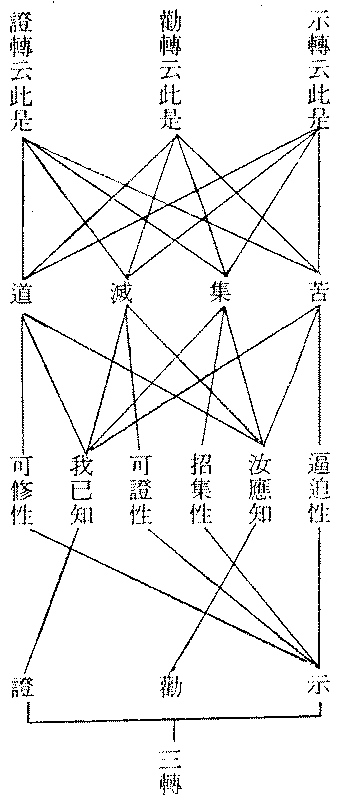 示轉云此是
勸轉云此是
證轉云此是
苦
集
滅
道
逼迫性
汝應知
招集性
可證性
我已知
可修性
示
勸
證
三轉